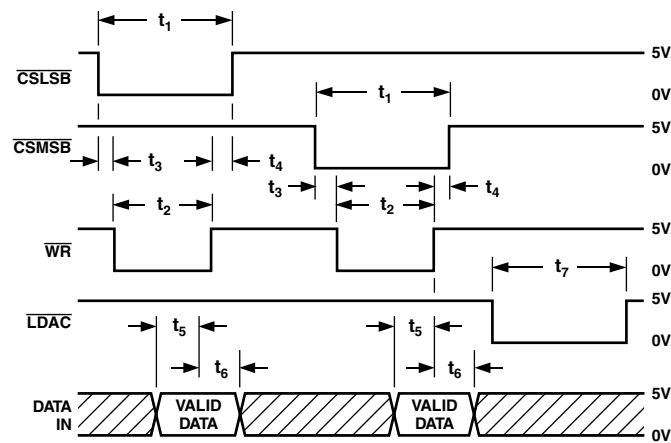 t1
CSLSB
5V
0V
t1
CSMSB
5V
0V
t3
t4
t3
t4
t2
t2
WR
5V
0V
t7
LDAC
5V
0V
t5
t5
t6
t6
DATA IN
VALID DATA
VALID DATA
5V
0V